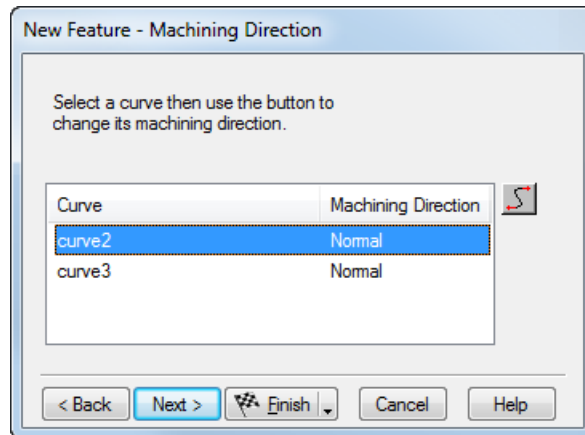 New Feature - Machining Direction
Select a curve then use the button to
change its machining direction.
Curve Machining Direction
curve2 Normal
curve3 Normal
< Back Next > Finish Cancel Help